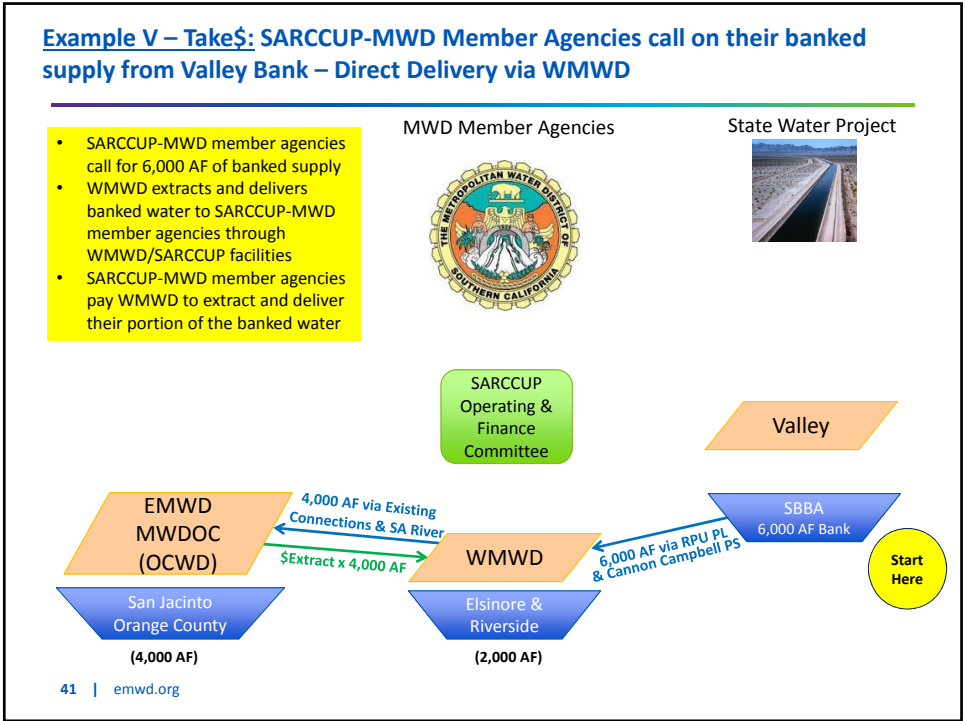 Example V – Take$: SARCCUP-MWD Member Agencies call on their banked
supply from Valley Bank – Direct Delivery via WMWD
• SARCCUP-MWD member agencies
call for 6,000 AF of banked supply
• WMWD extracts and delivers
banked water to SARCCUP-MWD
member agencies through
WMWD/SARCCUP facilities
• SARCCUP-MWD member agencies
pay WMWD to extract and deliver
their portion of the banked water
MWD Member Agencies
THE METROPOLITAN WATER DISTRICT OF
SOUTHERN CALIFORNIA
State Water Project
SARCCUP
Operating &
Finance
Committee
Valley
SBBA
6,000 AF Bank
Start
Here
6,000 AF via RPU PL
& Cannon Campbell PS
WMWD
Elsinore &
Riverside
(2,000 AF)
4,000 AF via Existing
Connections & SA River
$Extract x 4,000 AF
EMWD
MWDOC
(OCWD)
San Jacinto
Orange County
(4,000 AF)
41 | emwd.org